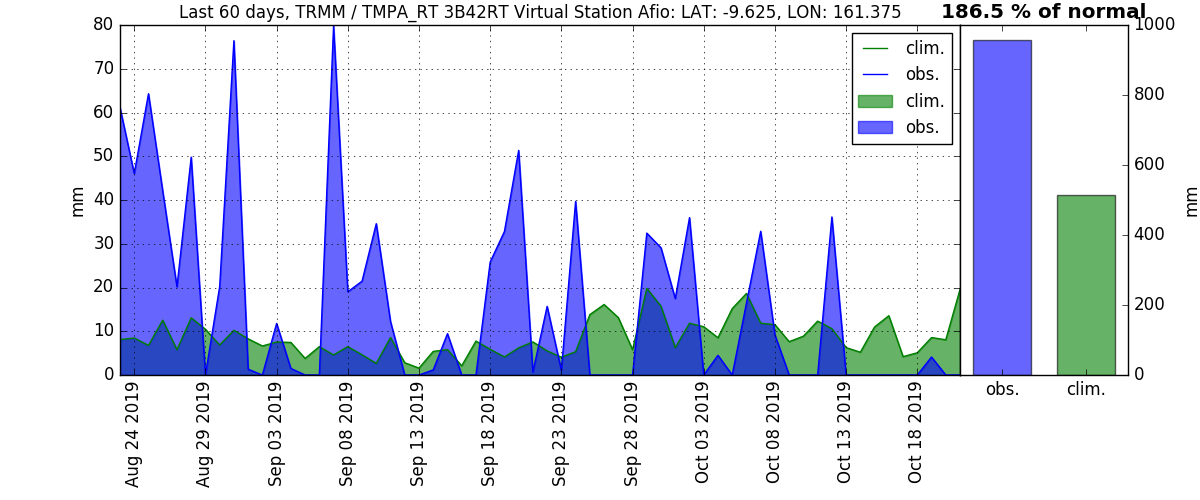 Last 60 days, TRMM / TMPA_RT 3B42RT Virtual Station Afio: LAT: -9.625, LON: 161.375
186.5 % of normal
80
70
60
50
40
30
20
10
0
mm
clim.
obs.
clim.
obs.
1000
800
600
400
200
0
mm
Aug 24 2019
Aug 29 2019
Sep 03 2019
Sep 08 2019
Sep 13 2019
Sep 18 2019
Sep 23 2019
Sep 28 2019
Oct 03 2019
Oct 08 2019
Oct 13 2019
Oct 18 2019
obs.
clim.